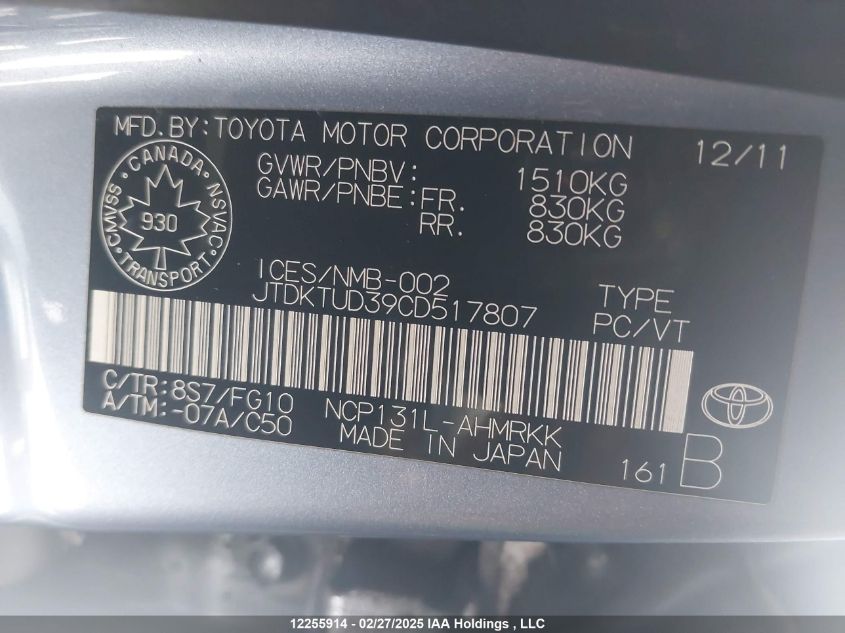 MFD.BY:TOYOTA MOTOR CORPORATION 12/11
GVWR/PNBV: 1510KG
GAWR/PNBE:FR. 830KG
RR. 830KG
CANADA
CMVSS 930 NSVAC
TRANSPORT
ICES/NMB-002
JTDKTUD39CD517807
TYPE
PC/VT
C/TR:8S7/FG10
A/TM:-07A/C50
NCP131L-AHMRKK
MADE IN JAPAN
161 B
12255914 - 02/27/2025 IAA Holdings , LLC